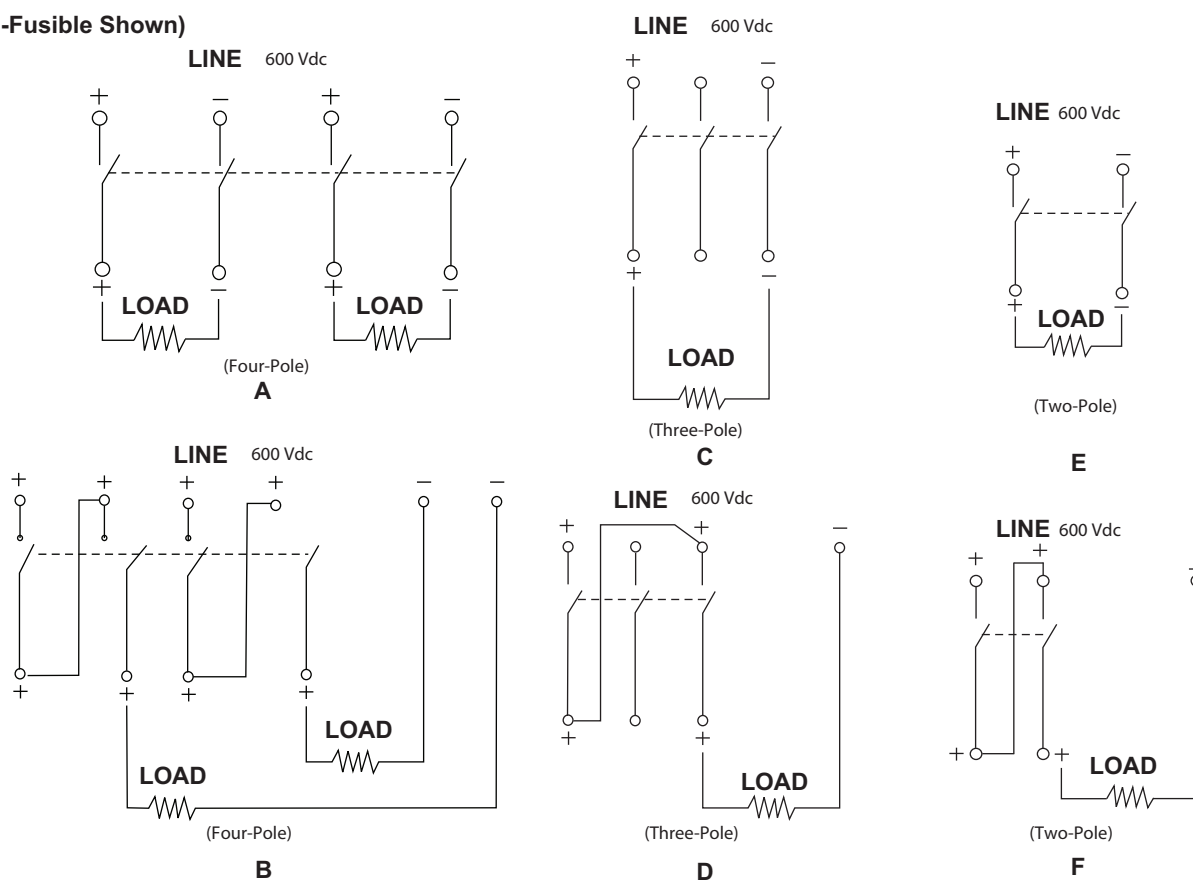 -Fusible Shown)
LINE 600 Vdc
+ – + –
+ – + –
LOAD LOAD
(Four-Pole)
A
LINE 600 Vdc
+ –
+ –
LOAD
(Three-Pole)
C
LINE 600 Vdc
+ –
+ –
LOAD
(Two-Pole)
E
LINE 600 Vdc
+ + + + – –
+ + + +
LOAD
LOAD
(Four-Pole)
B
LINE 600 Vdc
+ + –
+ +
LOAD
(Three-Pole)
D
LINE 600 Vdc
+ + –
+ +
LOAD
(Two-Pole)
F